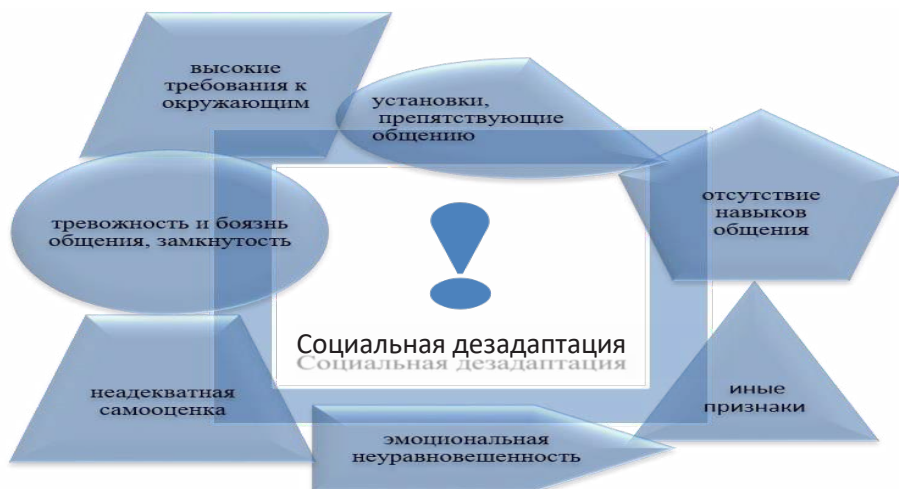 высокие
требования к
окружающим
установки,
препятствующие
общению
отсутствие
навыков
общения
тревожность и боязнь
общения, замкнутость
Социальная дезадаптация
Социальная дезадаптация
неадекватная
самооценка
эмоциональная
неуравновешенность
иные
признаки